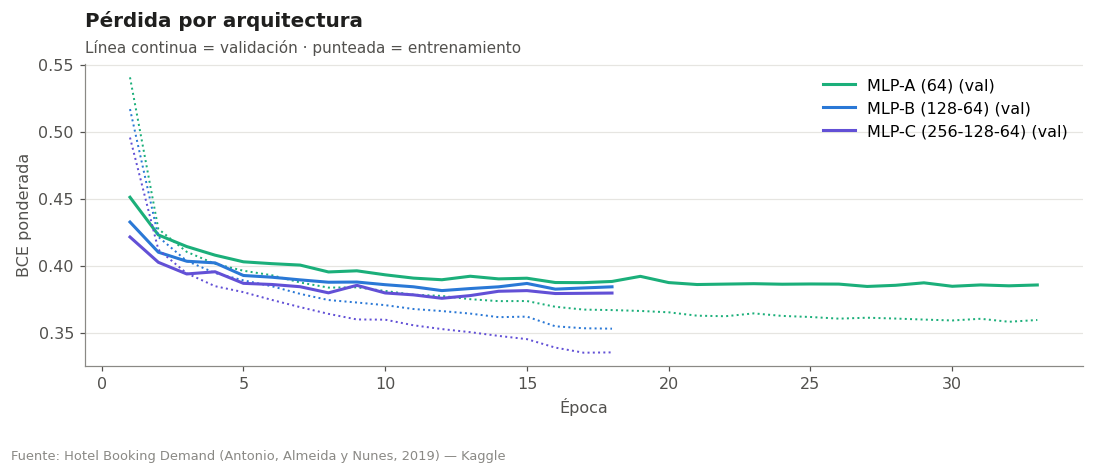 Pérdida por arquitectura
Línea continua = validación · punteada = entrenamiento
MLP-A (64) (val)
MLP-B (128-64) (val)
MLP-C (256-128-64) (val)
BCE ponderada
0.55
0.50
0.45
0.40
0.35
0 5 10 15 20 25 30
Época
Fuente: Hotel Booking Demand (Antonio, Almeida y Nunes, 2019) — Kaggle